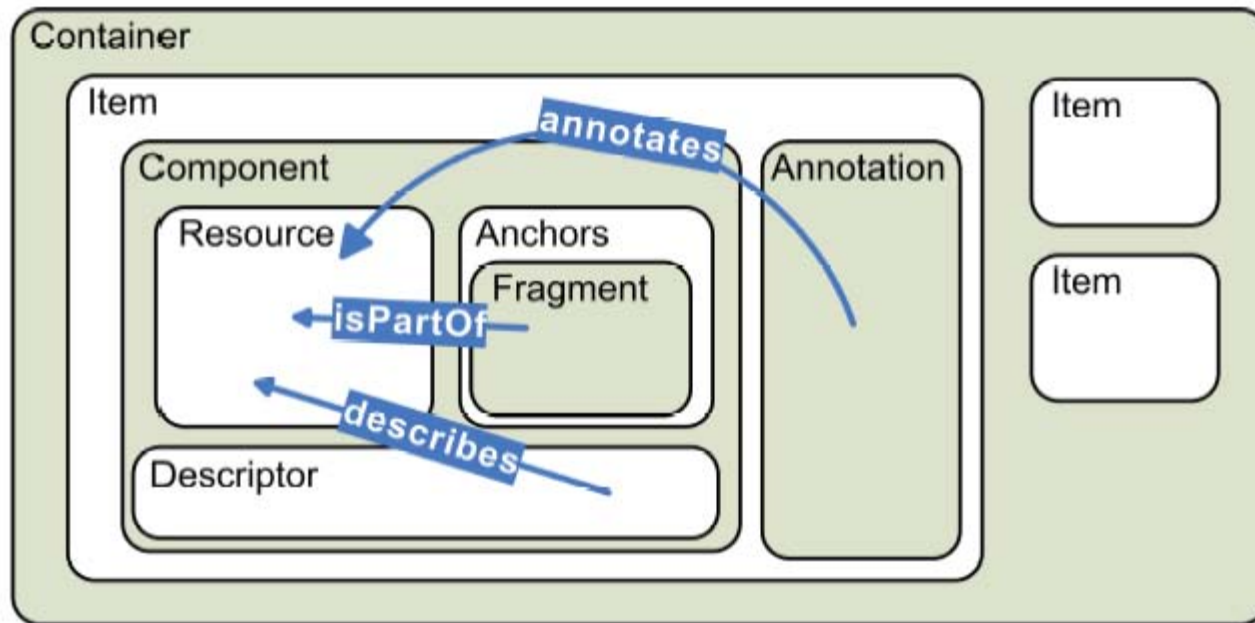 Container
Item
annotates
Item
Component
Annotation
Resource
Anchors
Fragment
isPartOf
Item
describes
Descriptor